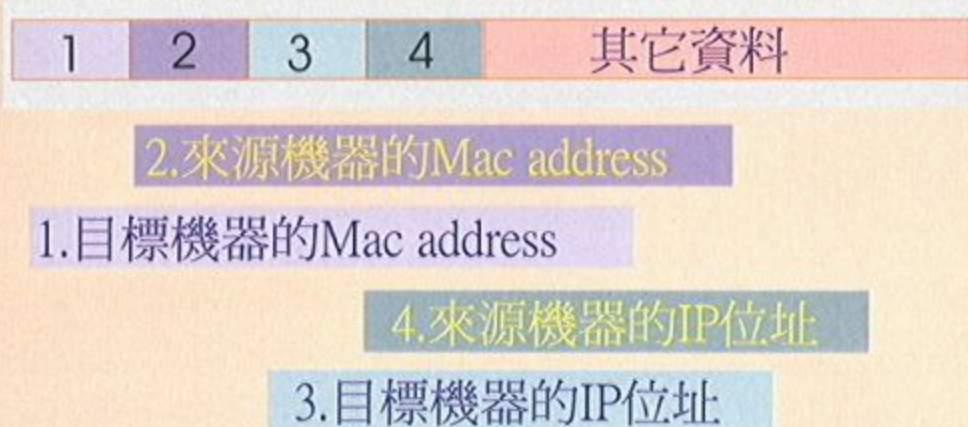 1 2 3 4 其它資料
2.來源機器的Mac address
1.目標機器的Mac address
4.來源機器的IP位址
3.目標機器的IP位址